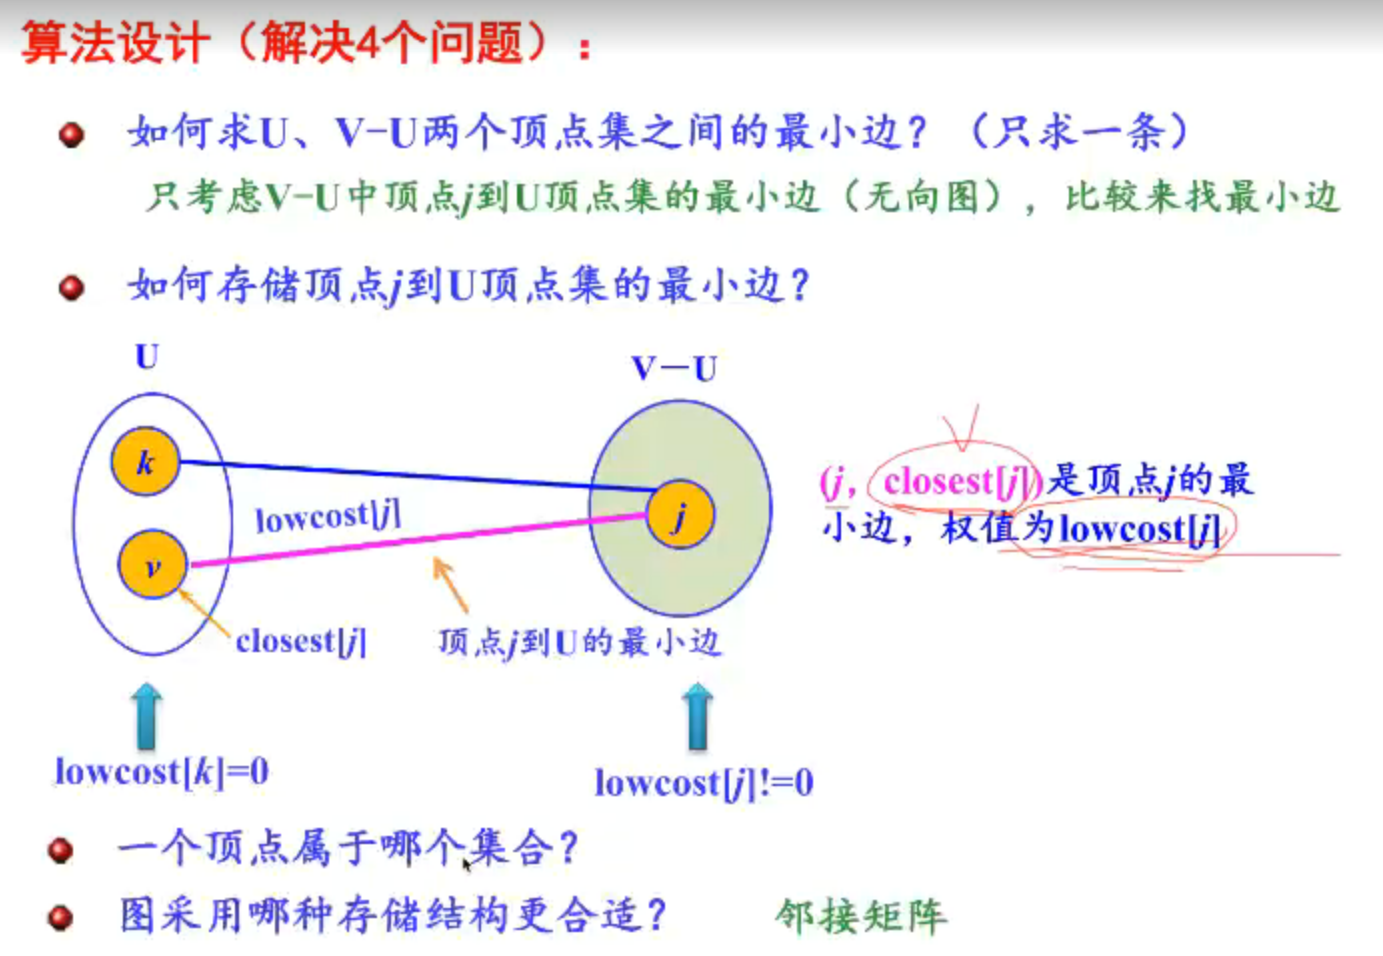 算法设计（解决4个问题）：
如何求U、V-U两个顶点集之间的最小边？（只求一条）
只考虑V-U中顶点j到U顶点集的最小边（无向图），比较来找最小边
如何存储顶点j到U顶点集的最小边？
U
V－U
k
lowcost[j]
j
v
closest[j]
顶点j到U的最小边
(j，closest[j])是顶点j的最
小边，权值为lowcost[j]
lowcost[k]=0
lowcost[j]!=0
一个顶点属于哪个集合？
图采用哪种存储结构更合适？ 邻接矩阵